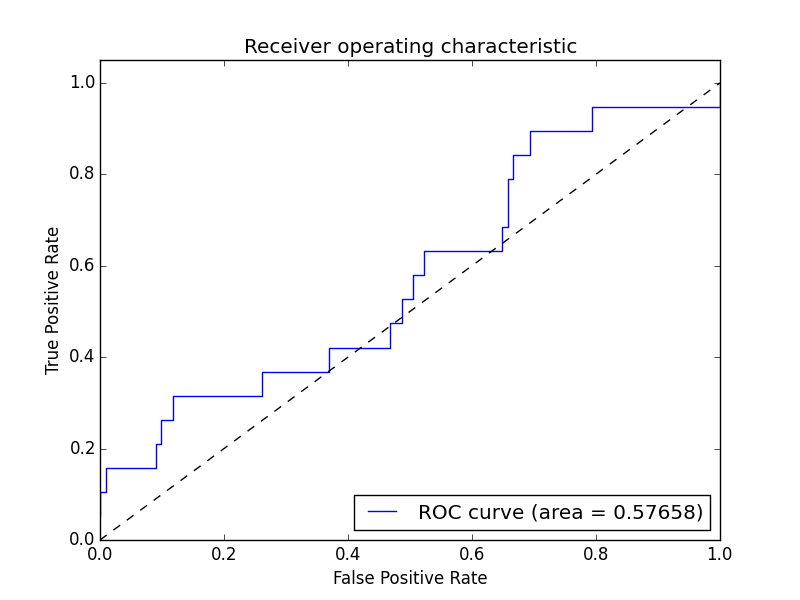 Receiver operating characteristic
1.0
0.8
0.6
0.4
0.2
0.0
True Positive Rate
ROC curve (area = 0.57658)
0.0 0.2 0.4 0.6 0.8 1.0
False Positive Rate